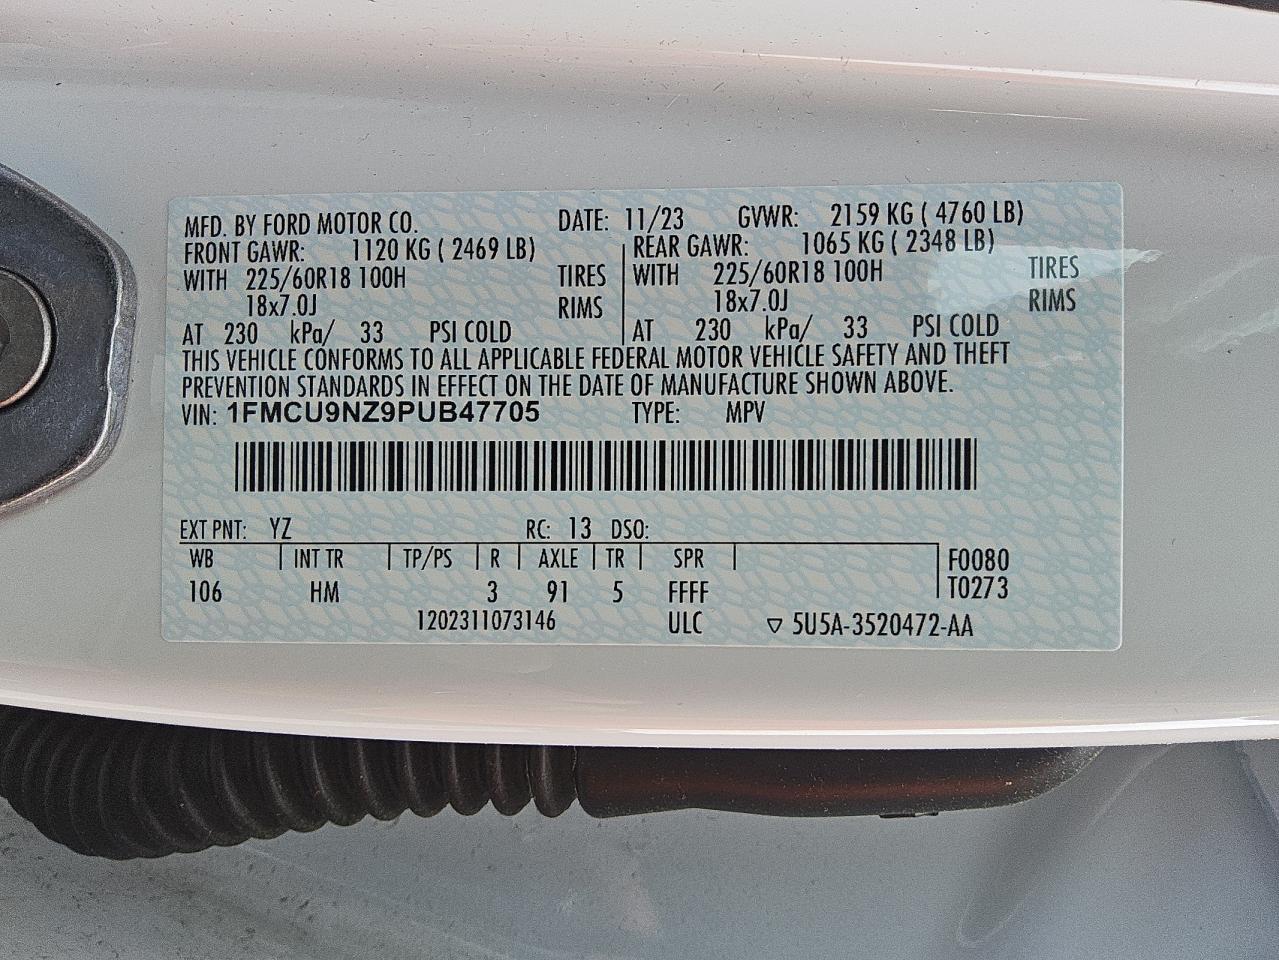 MFD. BY FORD MOTOR CO. DATE: 11/23 GVWR: 2159 KG ( 4760 LB)
FRONT GAWR: 1120 KG ( 2469 LB) REAR GAWR: 1065 KG ( 2348 LB)
WITH 225/60R18 100H TIRES WITH 225/60R18 100H TIRES
18x7.0J RIMS 18x7.0J RIMS
AT 230 kPa/ 33 PSI COLD AT 230 kPa/ 33 PSI COLD
THIS VEHICLE CONFORMS TO ALL APPLICABLE FEDERAL MOTOR VEHICLE SAFETY AND THEFT
PREVENTION STANDARDS IN EFFECT ON THE DATE OF MANUFACTURE SHOWN ABOVE.
VIN: 1FMCU9NZ9PUB47705 TYPE: MPV
EXT PNT: YZ RC: 13 DSO:
WB INT TR TP/PS R AXLE TR SPR F0080
106 HM 3 91 5 FFFF T0273
1202311073146 ULC ▽ 5U5A-3520472-AA